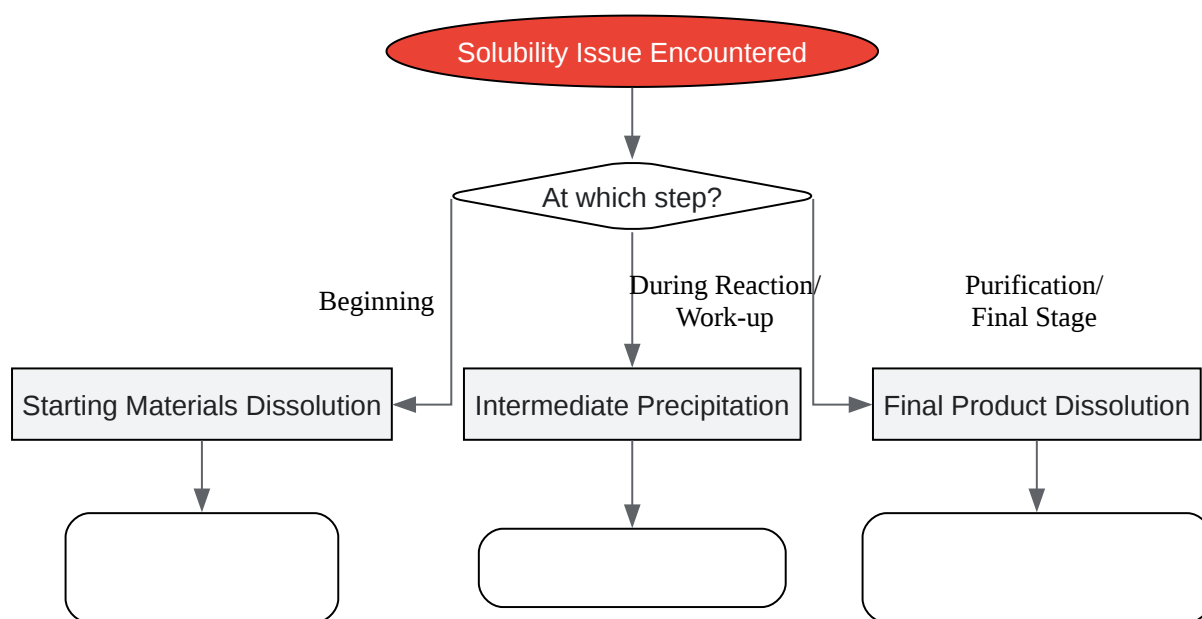 Solubility Issue Encountered
At which step?
Beginning
During Reaction/
Work-up
Purification/
Final Stage
Starting Materials Dissolution
Intermediate Precipitation
Final Product Dissolution